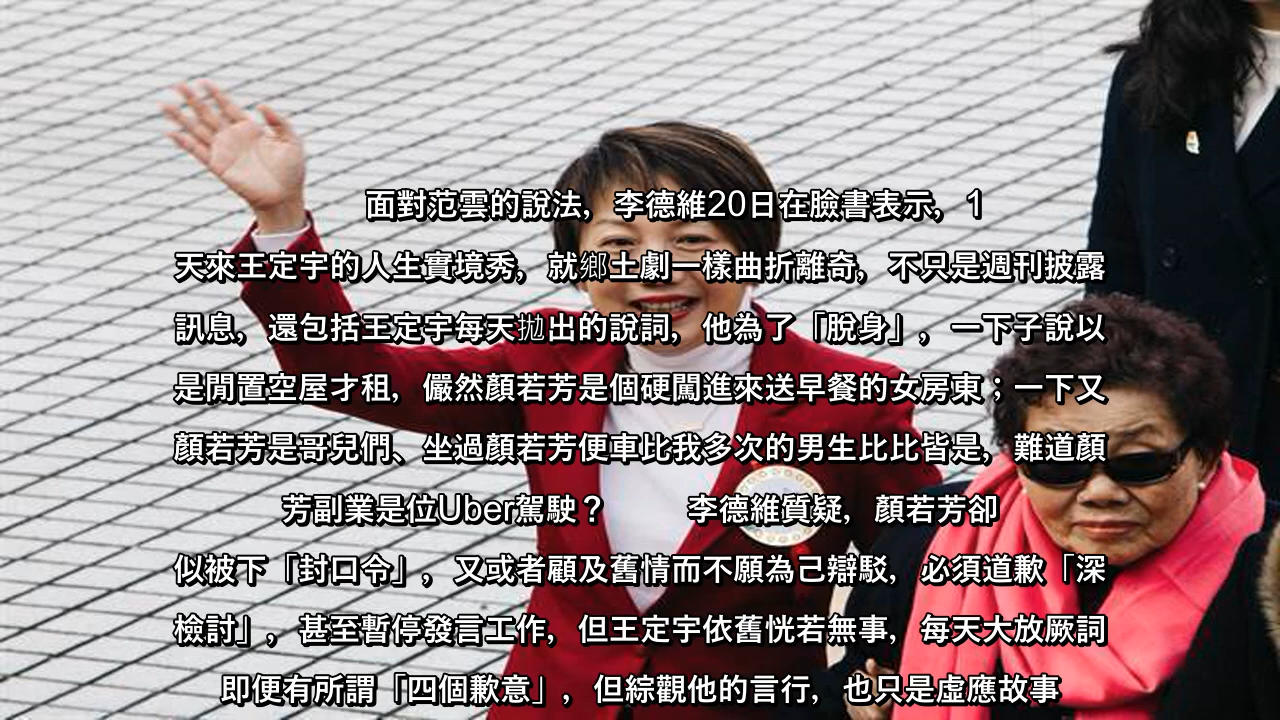 面對范雲的說法，李德維20日在臉書表示，1
天來王定宇的人生實境秀，就鄉土劇一樣曲折離奇，不只是週刊披露
訊息，還包括王定宇每天拋出的說詞，他為了「脫身」，一下子說以
是閒置空屋才租，儼然顏若芳是個硬闖進來送早餐的女房東；一下又
顏若芳是哥兒們、坐過顏若芳便車比我多次的男生比比皆是，難道顏
芳副業是位Uber駕駛？ 李德維質疑，顏若芳卻
似被下「封口令」，又或者顧及舊情而不願為己辯駁，必須道歉「深
檢討」，甚至暫停發言工作，但王定宇依舊恍若無事，每天大放厥詞
即便有所謂「四個歉意」，但綜觀他的言行，也只是虛應故事